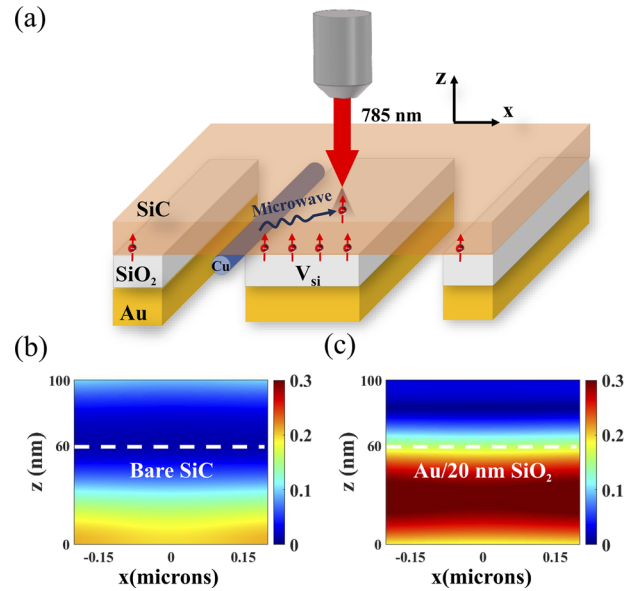 (a)
785 nm
z
x
SiC
Microwave
SiO2
Cu
Vsi
Au
(b)
(c)
100
60
0
z (nm)
Bare SiC
-0.15
0
0.15
x(microns)
0.3
0.2
0.1
0
100
60
0
z (nm)
Au/20 nm SiO2
-0.15
0
0.15
x(microns)
0.3
0.2
0.1
0